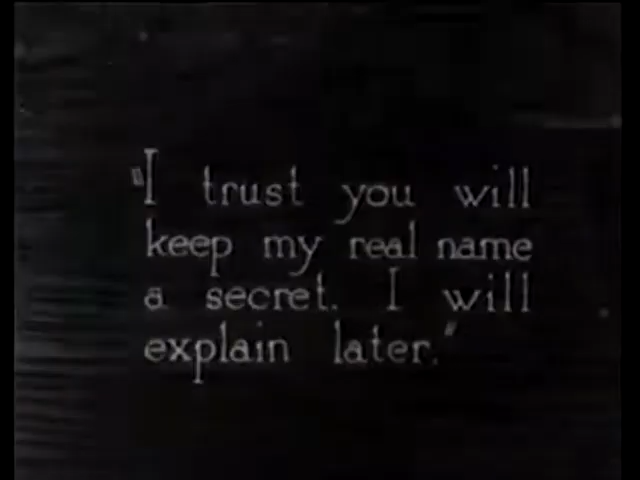 "I trust you will
keep my real name
a secret. I will
explain later."